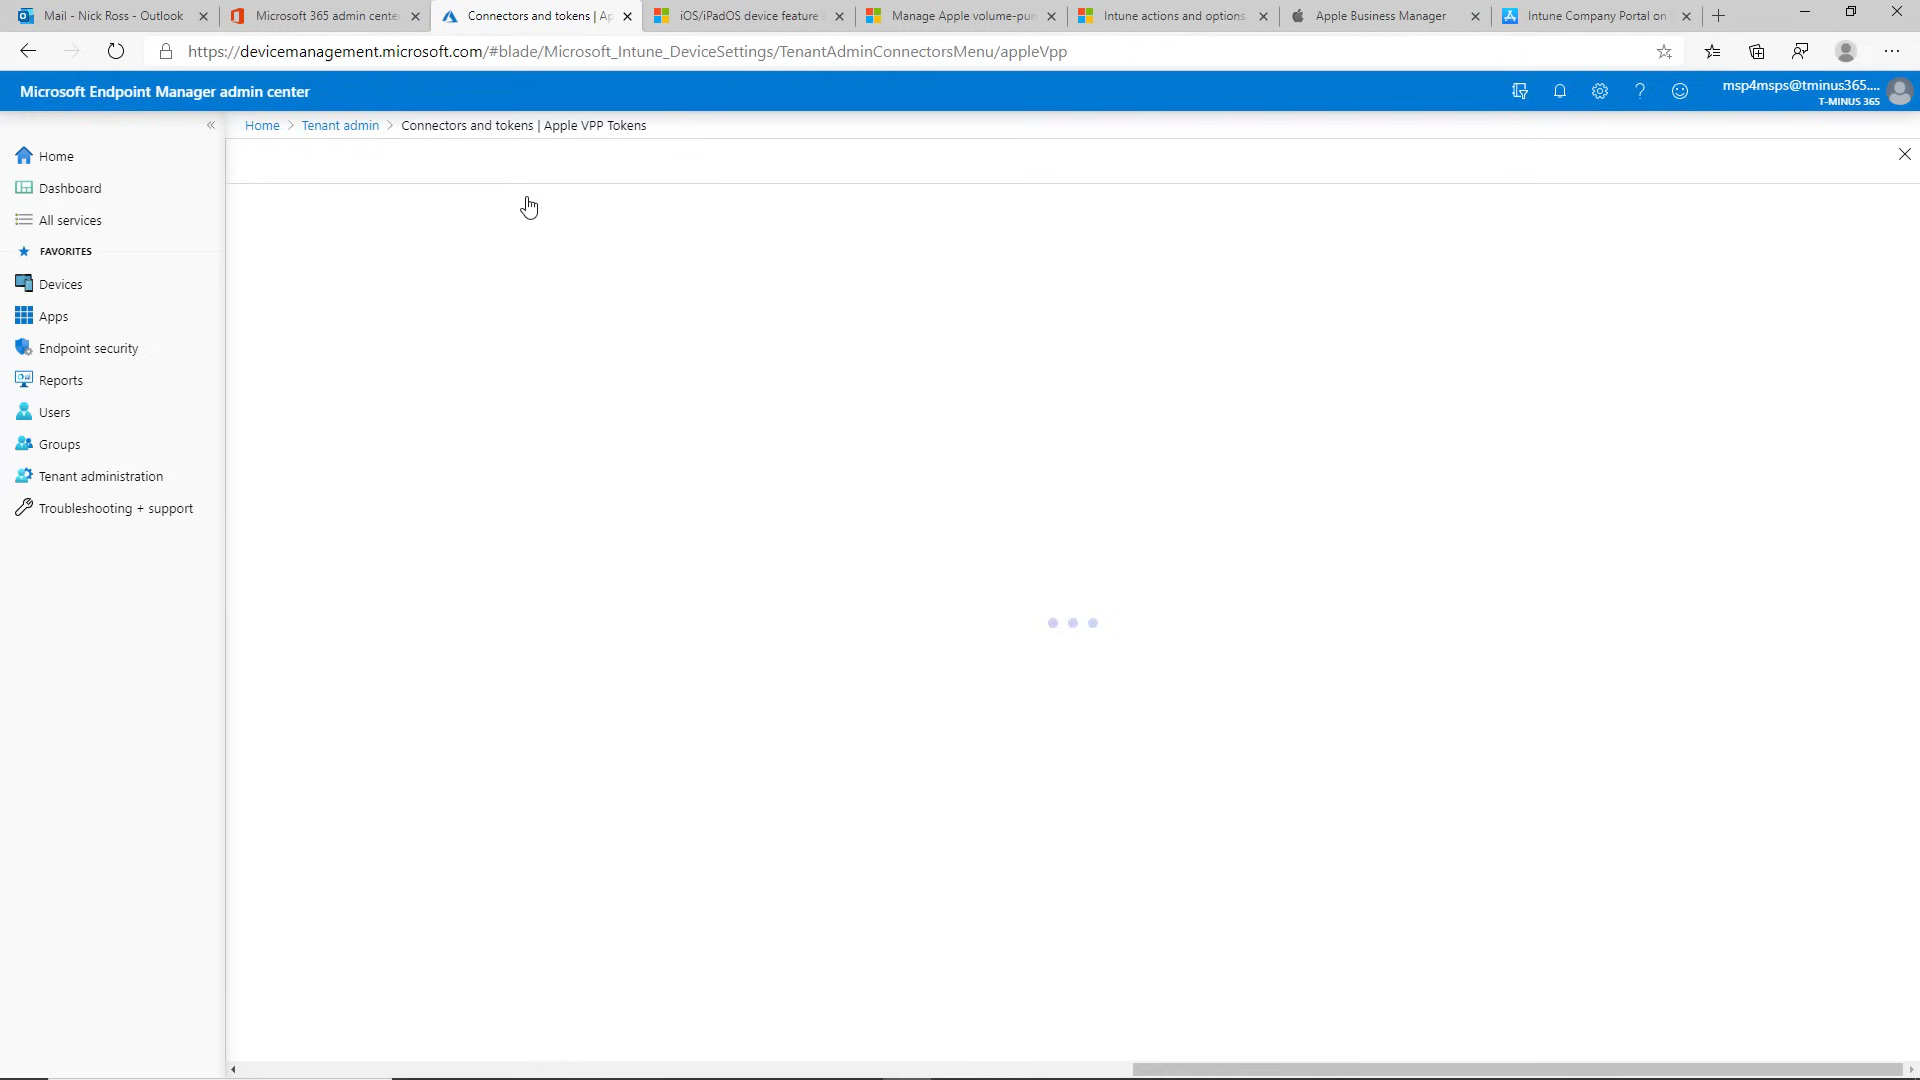 Mail - Nick Ross - Outlook
Microsoft 365 admin cente
Connectors and tokens | Ap
iOS/iPadOS device feature
Manage Apple volume-pur
Intune actions and options
Apple Business Manager
Intune Company Portal on
https://devicemanagement.microsoft.com/#blade/Microsoft_Intune_DeviceSettings/TenantAdminConnectorsMenu/appleVpp
Microsoft Endpoint Manager admin center
msp4msps@tminus365....
T-MINUS 365
Home > Tenant admin > Connectors and tokens | Apple VPP Tokens
Home
Dashboard
All services
FAVORITES
Devices
Apps
Endpoint security
Reports
Users
Groups
Tenant administration
Troubleshooting + support